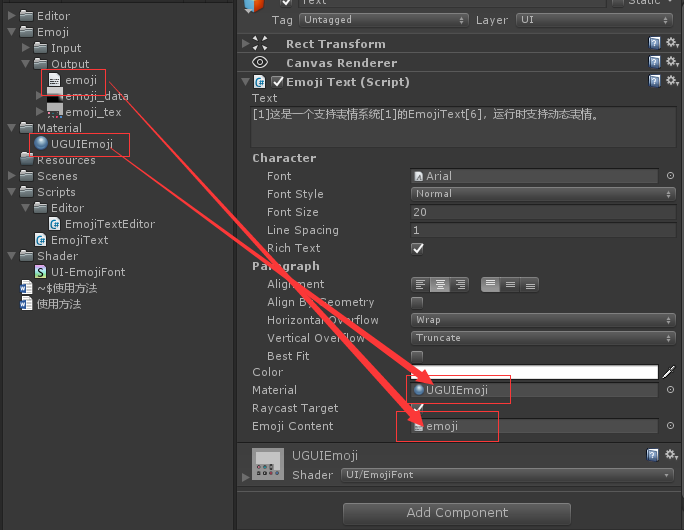 Editor
Emoji
Input
Output
emoji
emoji_data
emoji_tex
Material
UGUIEmoji
Resources
Scenes
Scripts
Editor
EmojiTextEditor
EmojiText
Shader
UI-EmojiFont
~$使用方法
使用方法
Text Static
Tag Untagged Layer UI
Rect Transform
Canvas Renderer
Emoji Text (Script)
Text
[1]这是一个支持表情系统[1]的EmojiText[6]，运行时支持动态表情。
Character
Font Arial
Font Style Normal
Font Size 20
Line Spacing 1
Rich Text
Paragraph
Alignment
Align By Geometry
Horizontal Overflow Wrap
Vertical Overflow Truncate
Best Fit
Color
Material UGUIEmoji
Raycast Target
Emoji Content emoji
UGUIEmoji
Shader UI/EmojiFont
Add Component